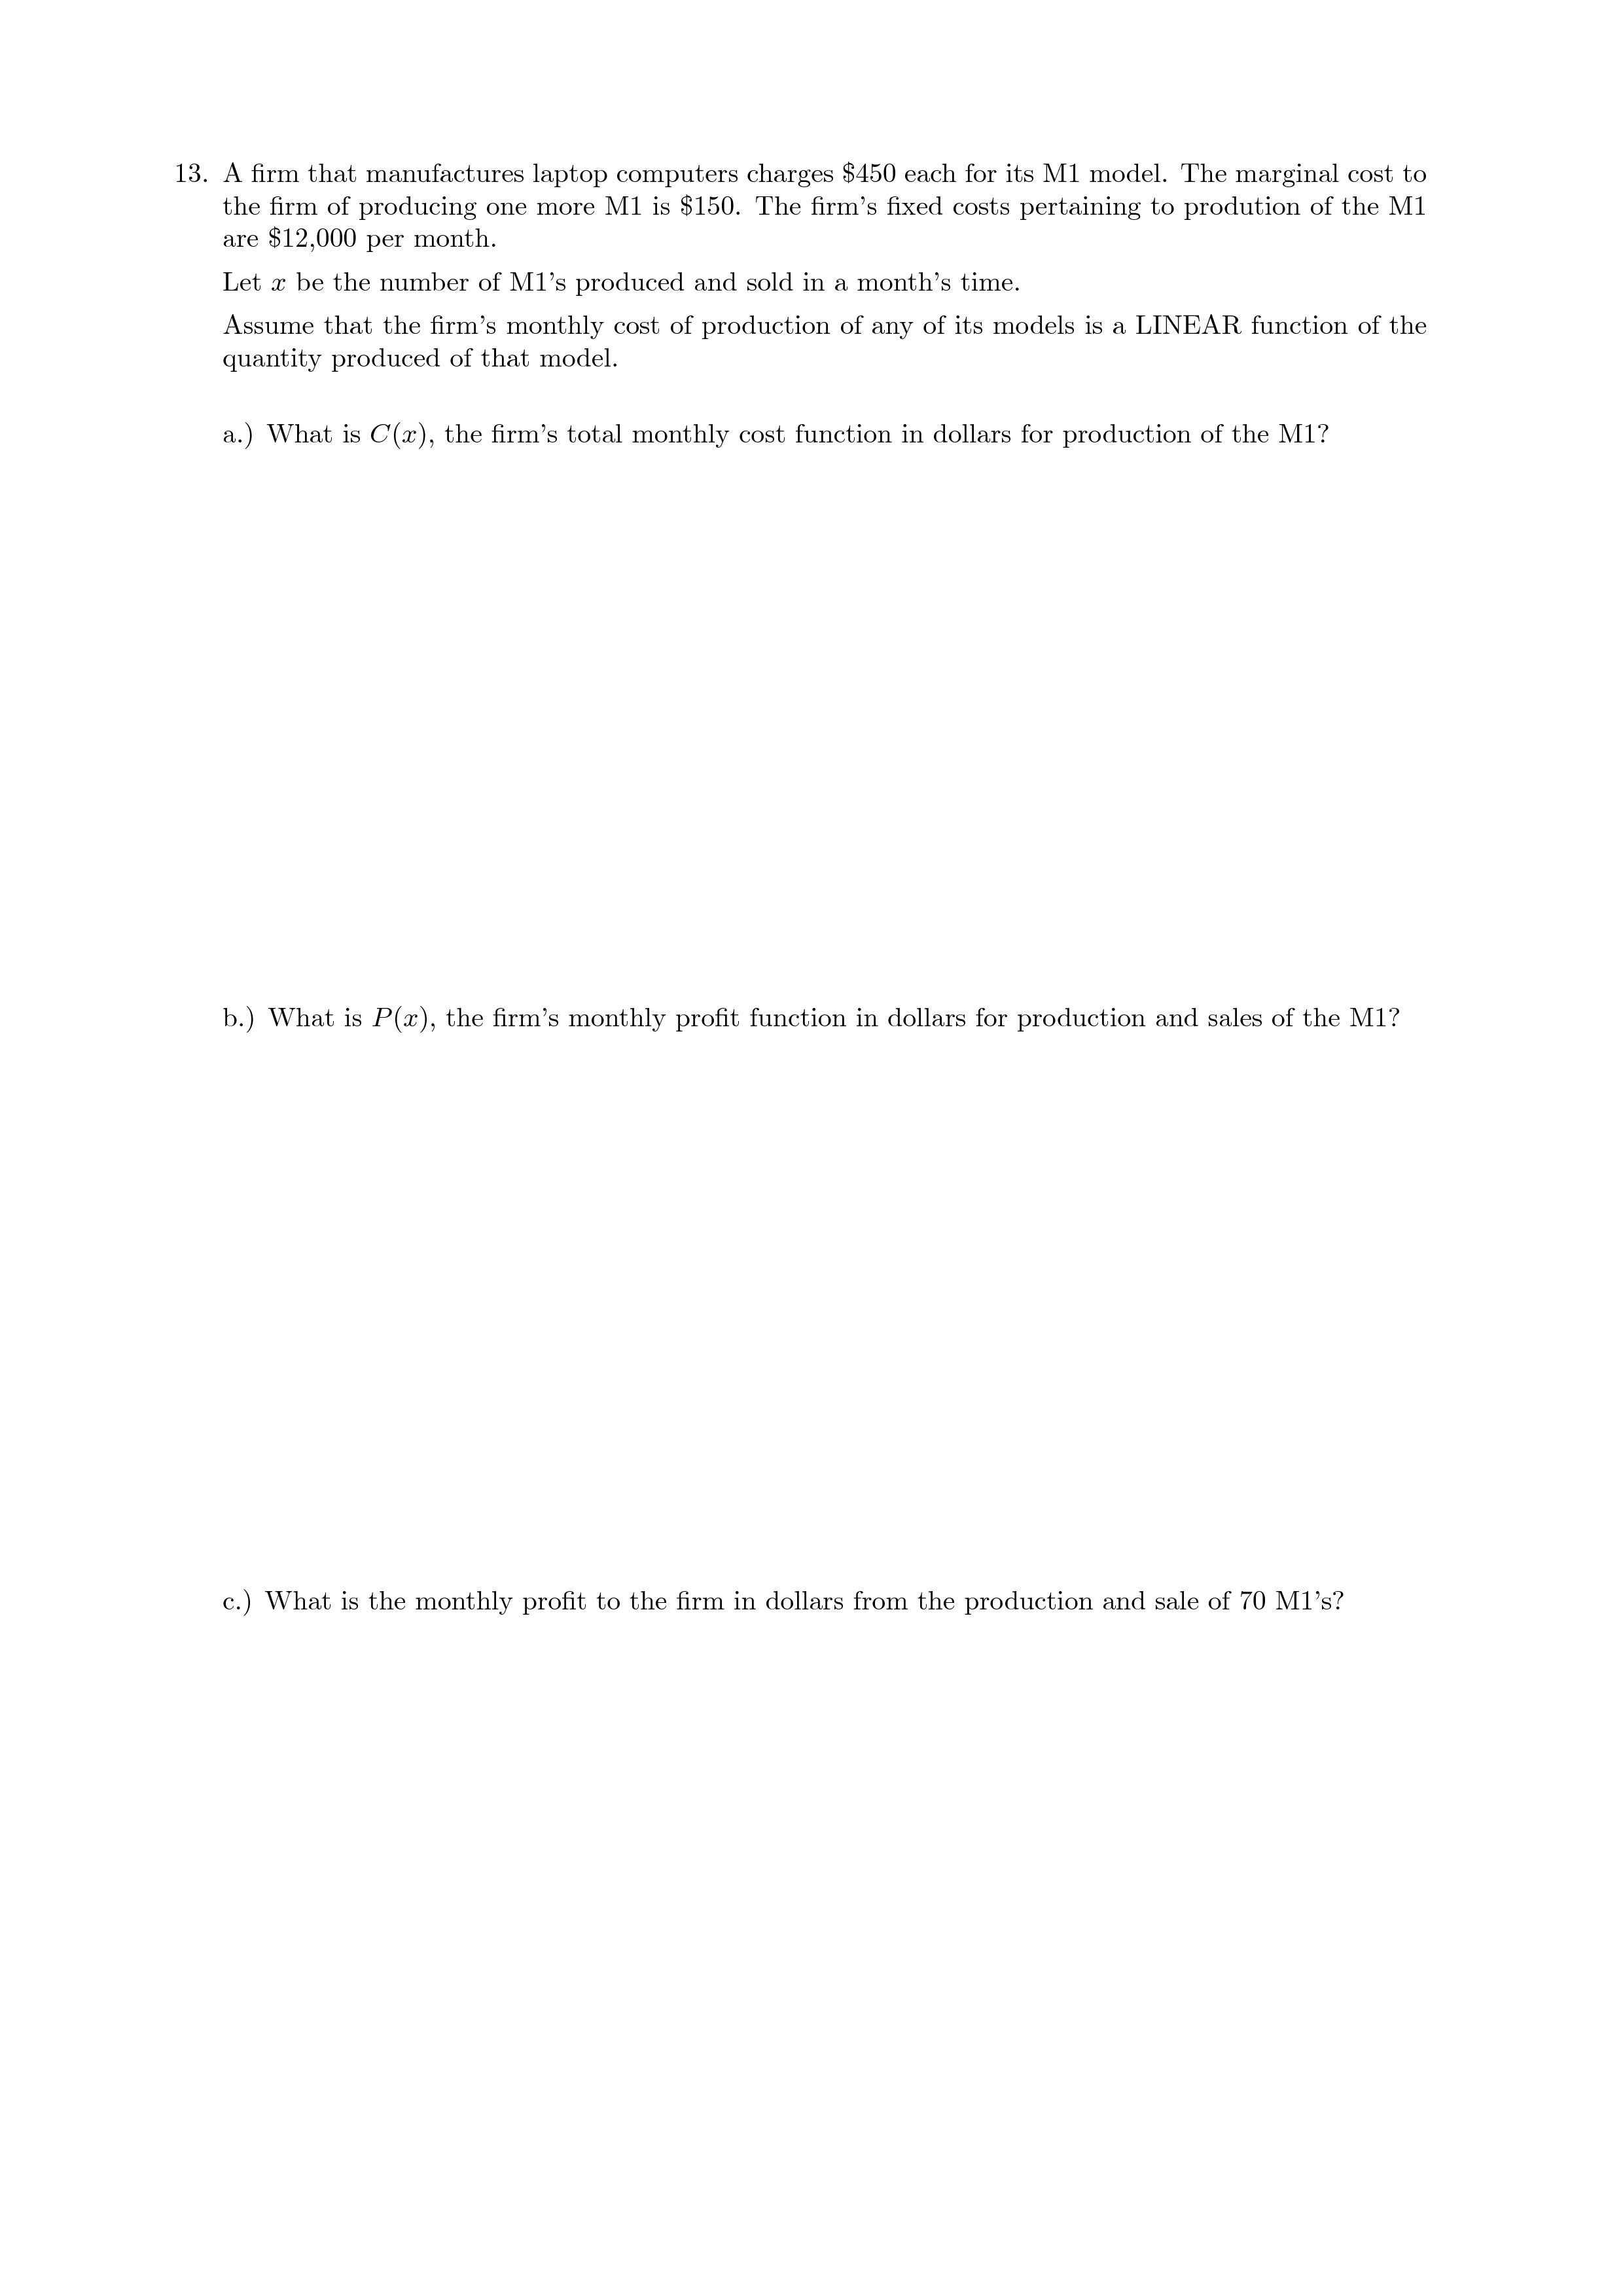 13. A firm that manufactures laptop computers charges $450 each for its M1 model. The marginal cost to
the firm of producing one more M1 is $150. The firm's fixed costs pertaining to prodution of the M1
are $12,000 per month.
Let x be the number of M1's produced and sold in a month's time.
Assume that the firm's monthly cost of production of any of its models is a LINEAR function of the
quantity produced of that model.
a.) What is C(x), the firm's total monthly cost function in dollars for production of the M1?
b.) What is P(x), the firm's monthly profit function in dollars for production and sales of the M1?
c.) What is the monthly profit to the firm in dollars from the production and sale of 70 M1's?